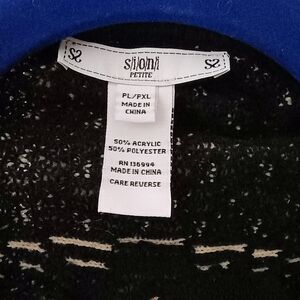 S2 s/i/o/n/i S2
PETITE
PL/PXL
MADE IN
CHINA
50% ACRYLIC
50% POLYESTER
RN 136994
MADE IN CHINA
CARE REVERSE